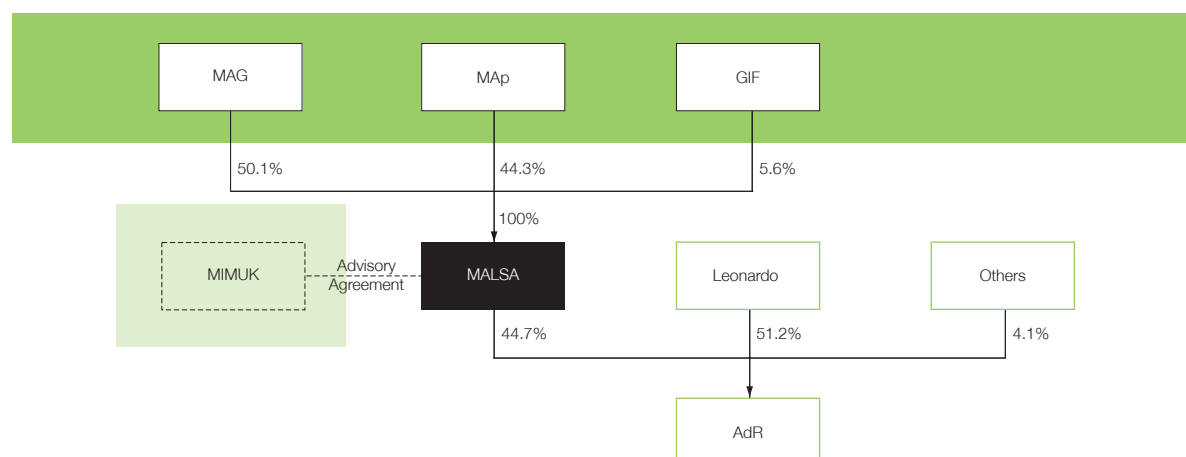 MAG
MAp
GIF
50.1%
44.3%
5.6%
100%
MIMUK
Advisory
Agreement
MALSA
Leonardo
Others
44.7%
51.2%
4.1%
AdR